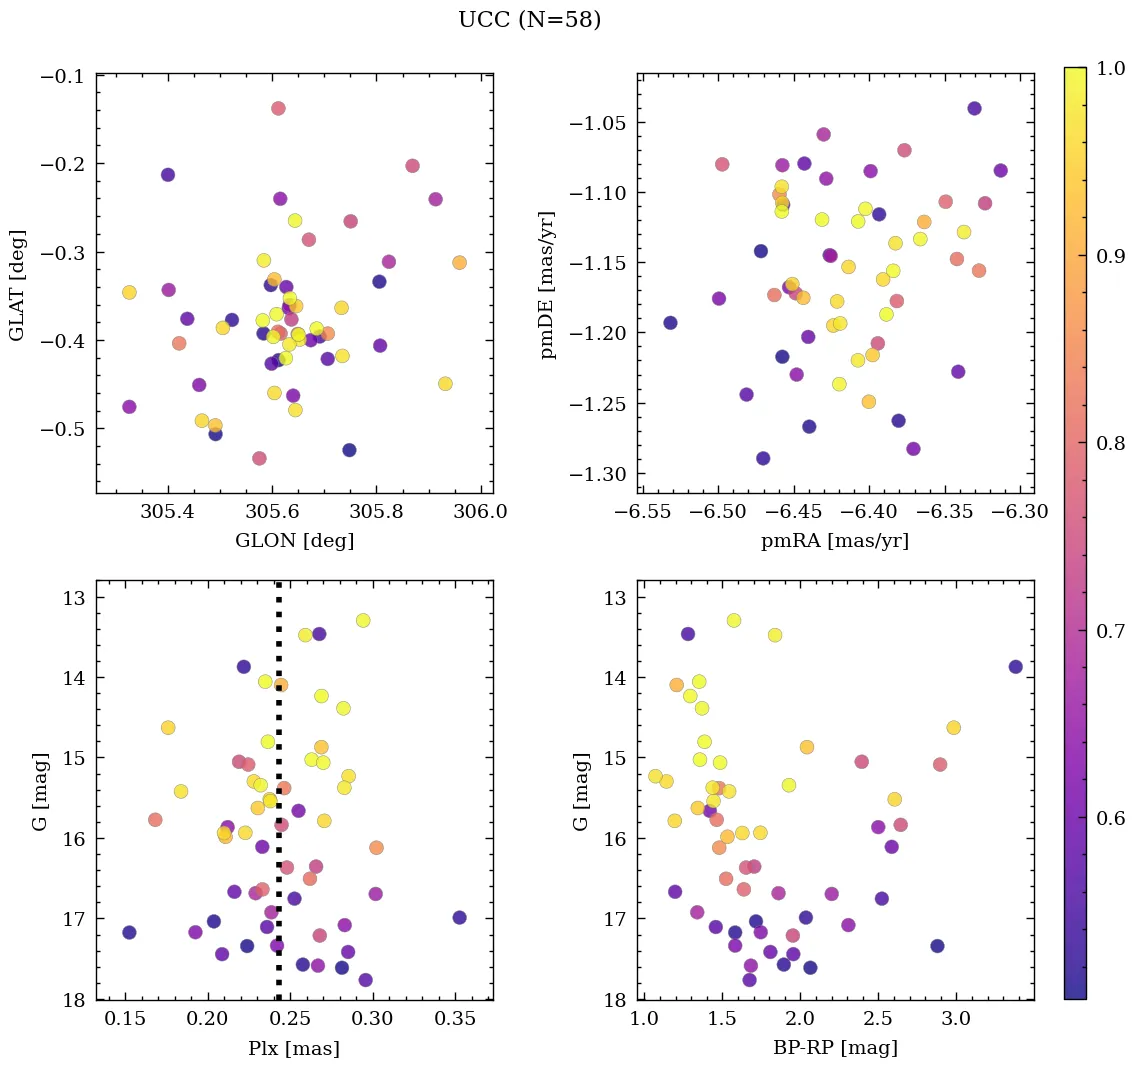 UCC (N=58)
−0.1
−0.2
−0.3
−0.4
−0.5
GLAT [deg]
305.4 305.6 305.8 306.0
GLON [deg]
−1.05
−1.10
−1.15
−1.20
−1.25
−1.30
pmDE [mas/yr]
−6.55 −6.50 −6.45 −6.40 −6.35 −6.30
pmRA [mas/yr]
13
14
15
16
17
18
G [mag]
0.15 0.20 0.25 0.30 0.35
Plx [mas]
13
14
15
16
17
18
G [mag]
1.0 1.5 2.0 2.5 3.0
BP-RP [mag]
1.0
0.9
0.8
0.7
0.6